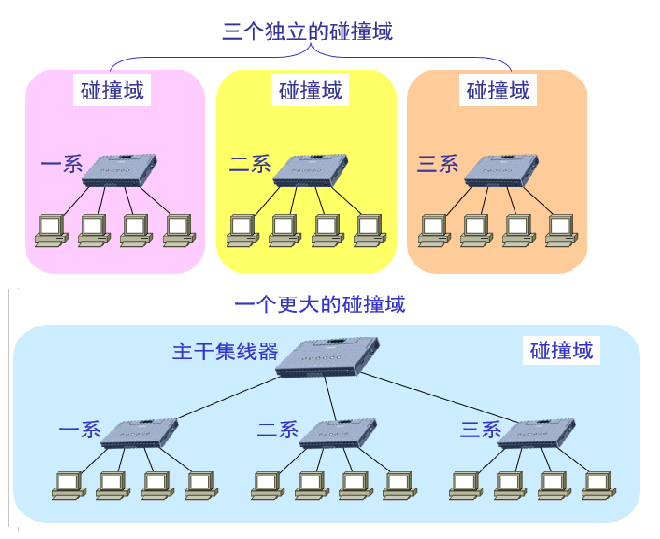 三个独立的碰撞域
碰撞域
碰撞域
碰撞域
一系
二系
三系
一个更大的碰撞域
主干集线器
碰撞域
一系
二系
三系